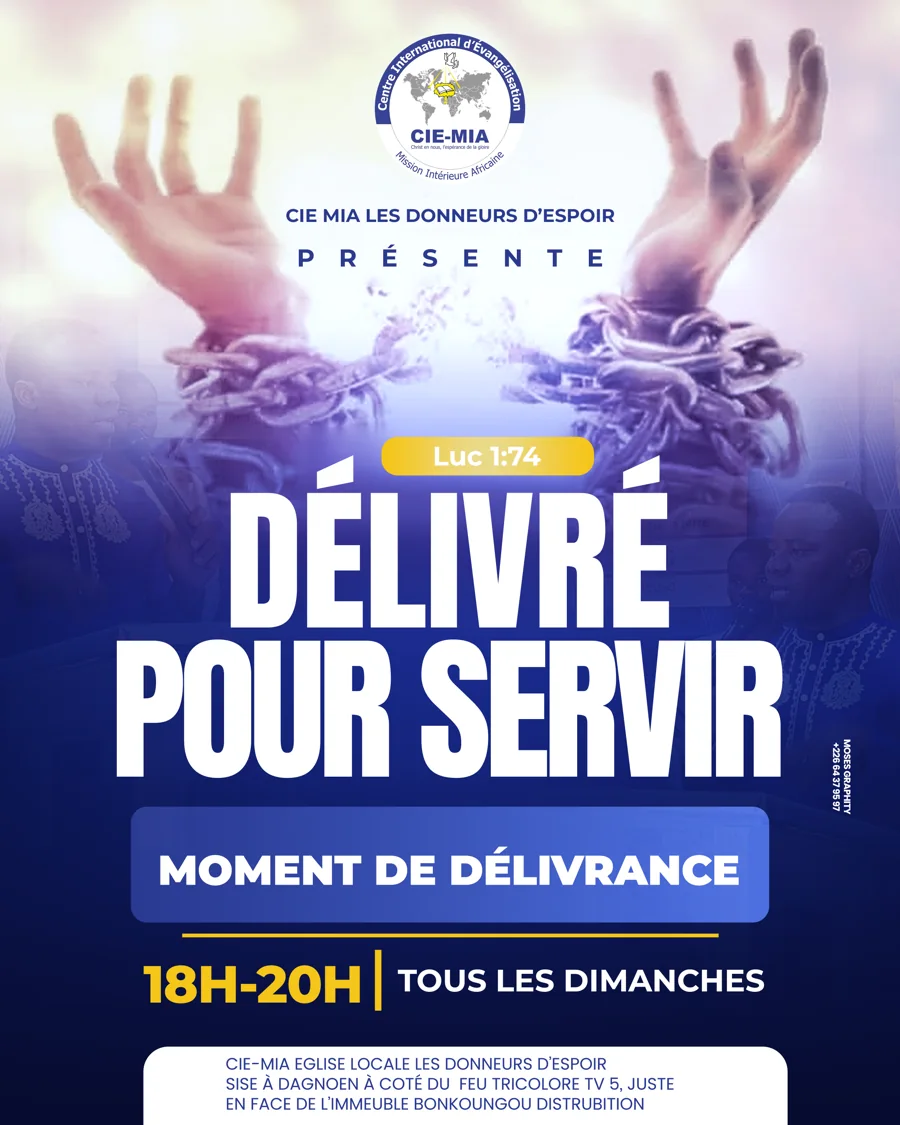 Centre International d'Évangélisation
CIE-MIA
Christ en nous, l'espérance de la gloire
Mission Intérieure Africaine
CIE MIA LES DONNEURS D'ESPOIR
PRÉSENTE
Luc 1:74
DÉLIVRÉ
POUR SERVIR
MOSES GRAPHITY
+226 64 37 95 97
MOMENT DE DÉLIVRANCE
18H-20H
TOUS LES DIMANCHES
CIE-MIA EGLISE LOCALE LES DONNEURS D'ESPOIR
SISE À DAGNOEN À COTÉ DU FEU TRICOLORE TV 5, JUSTE
EN FACE DE L'IMMEUBLE BONKOUNGOU DISTRUBITION